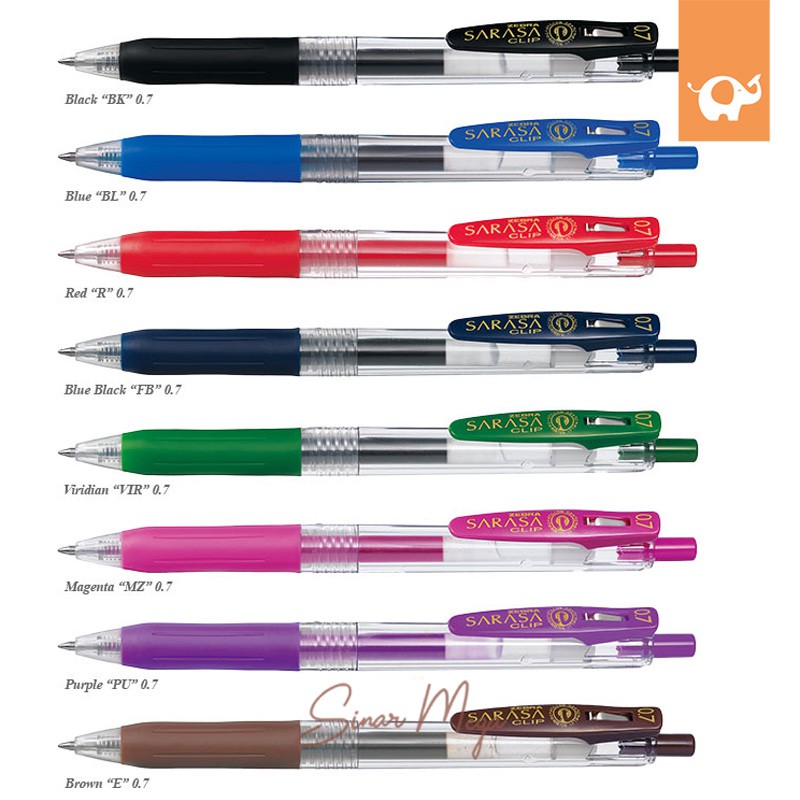 ZEBRA
SARASA
CLIP
0.7
Black “BK” 0.7
ZEBRA
SARASA
CLIP
0.7
Blue “BL” 0.7
ZEBRA
SARASA
CLIP
0.7
Red “R” 0.7
ZEBRA
SARASA
CLIP
0.7
Blue Black “FB” 0.7
ZEBRA
SARASA
CLIP
0.7
Viridian “VIR” 0.7
ZEBRA
SARASA
CLIP
0.7
Magenta “MZ” 0.7
ZEBRA
SARASA
CLIP
0.7
Purple “PU” 0.7
Sinar Mega
ZEBRA
SARASA
CLIP
0.7
Brown “E” 0.7